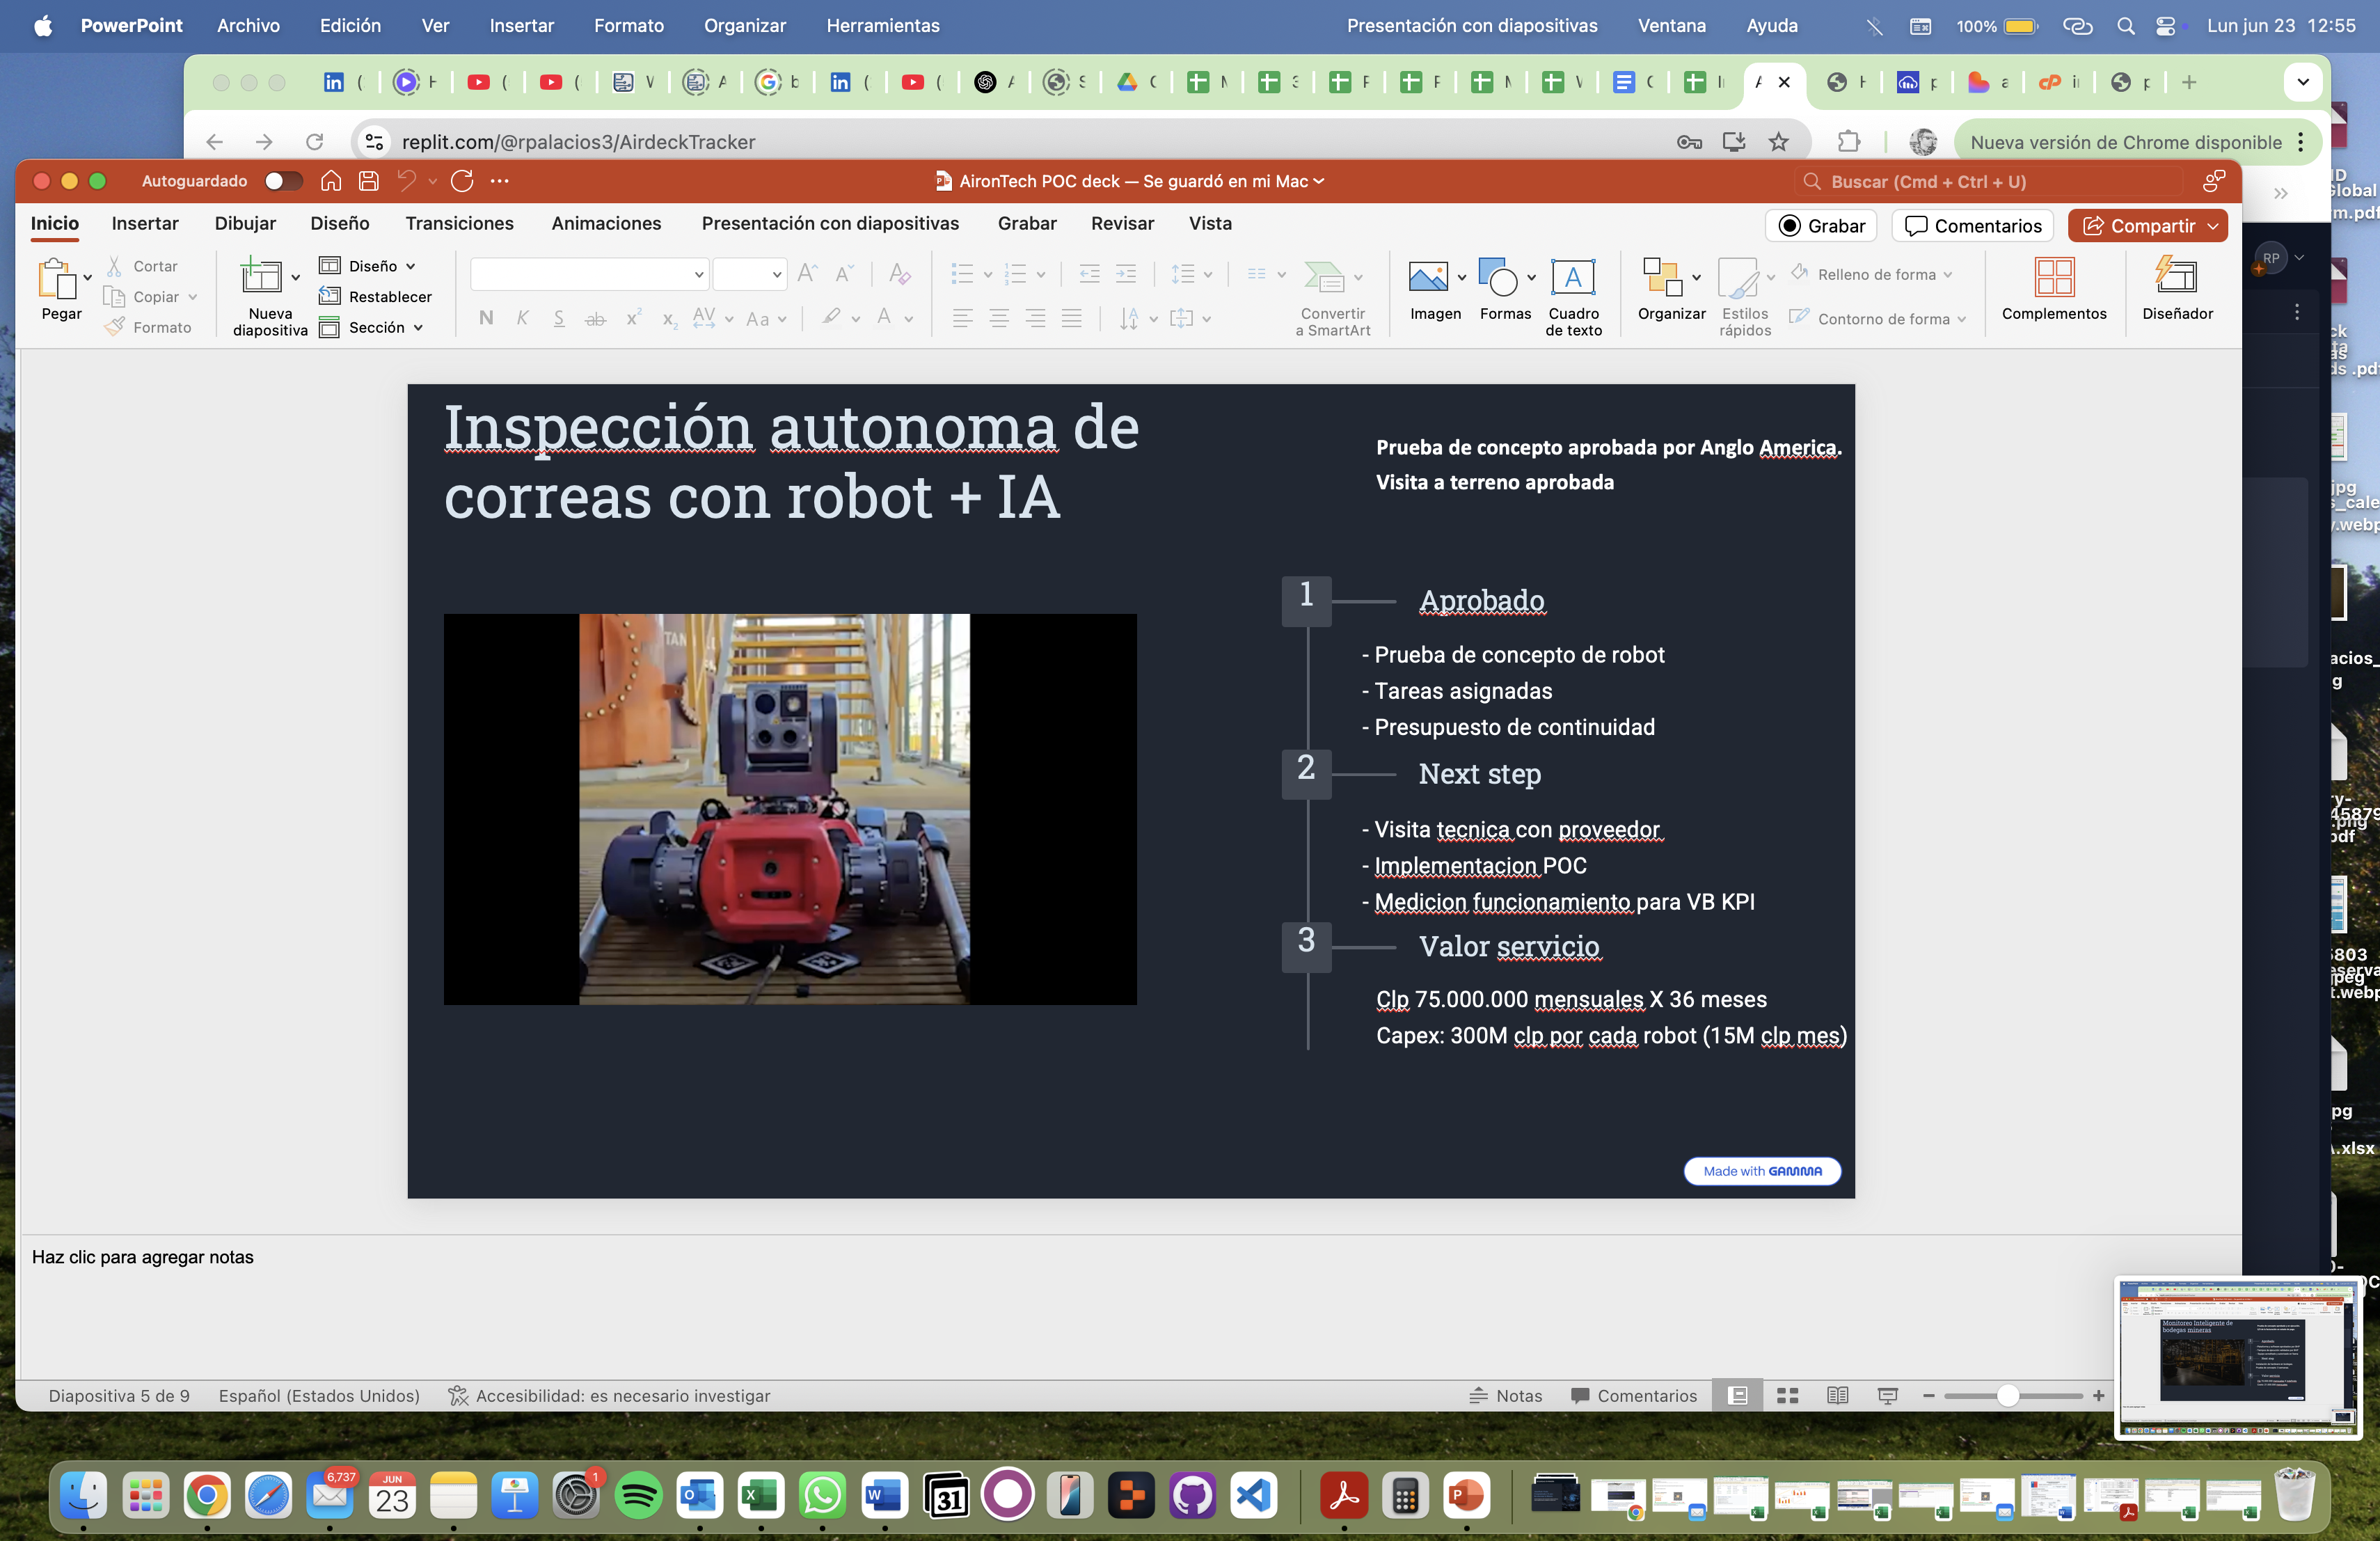 PowerPoint Archivo Edición Ver Insertar Formato Organizar Herramientas Presentación con diapositivas Ventana Ayuda 100% Lun jun 23 12:55
replit.com/@rpalacios3/AirdeckTracker Nueva versión de Chrome disponible
Autoguardado AironTech POC deck — Se guardó en mi Mac Buscar (Cmd + Ctrl + U)
Inicio Insertar Dibujar Diseño Transiciones Animaciones Presentación con diapositivas Grabar Revisar Vista Grabar Comentarios Compartir
Pegar
Cortar
Copiar
Formato
Nueva
diapositiva
Diseño
Restablecer
Sección
Convertir
a SmartArt
Imagen
Formas
Cuadro
de texto
Organizar
Estilos
rápidos
Relleno de forma
Contorno de forma
Complementos
Diseñador
RP
Inspección autonoma de
correas con robot + IA
Prueba de concepto aprobada por Anglo America.
Visita a terreno aprobada
1 Aprobado
- Prueba de concepto de robot
- Tareas asignadas
- Presupuesto de continuidad
2 Next step
- Visita tecnica con proveedor
- Implementacion POC
- Medicion funcionamiento para VB KPI
3 Valor servicio
Clp 75.000.000 mensuales X 36 meses
Capex: 300M clp por cada robot (15M clp mes)
Made with GAMMA
Haz clic para agregar notas
Diapositiva 5 de 9 Español (Estados Unidos) Accesibilidad: es necesario investigar Notas Comentarios
Monitoreo Inteligente de
bodegas mineras
6,737
JUN
23
1
31